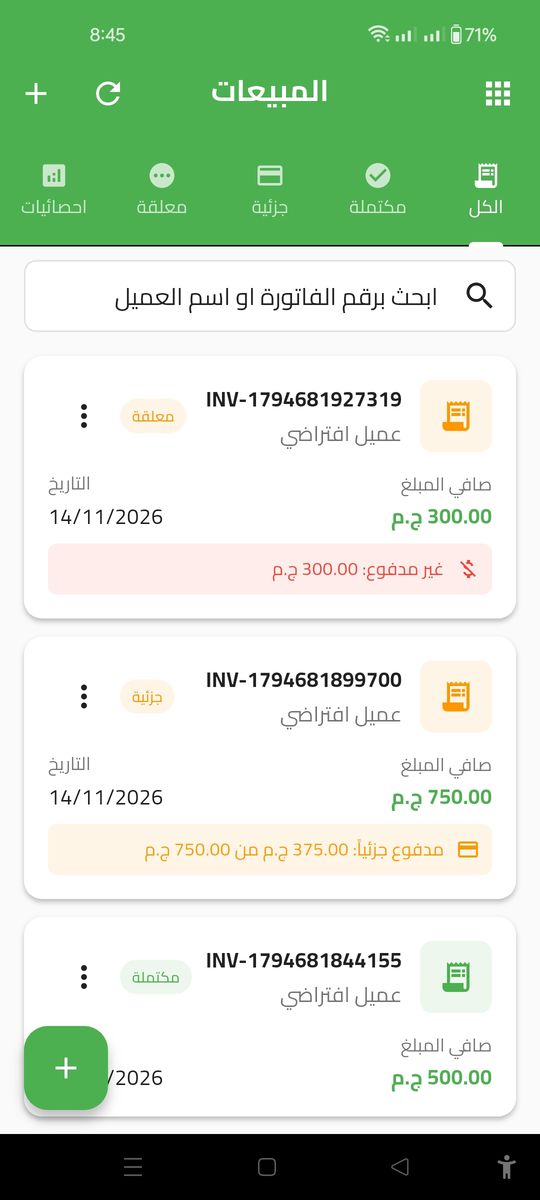 8:45
71%
المبيعات
الكل
مكتملة
جزئية
معلقة
احصائيات
ابحث برقم الفاتورة او اسم العميل
INV-1794681927319
معلقة
عميل افتراضي
صافي المبلغ
التاريخ
300.00 ج.م
14/11/2026
غير مدفوع: 300.00 ج.م
INV-1794681899700
جزئية
عميل افتراضي
صافي المبلغ
التاريخ
750.00 ج.م
14/11/2026
مدفوع جزئياً: 375.00 ج.م من 750.00 ج.م
INV-1794681844155
مكتملة
عميل افتراضي
صافي المبلغ
500.00 ج.م
/2026